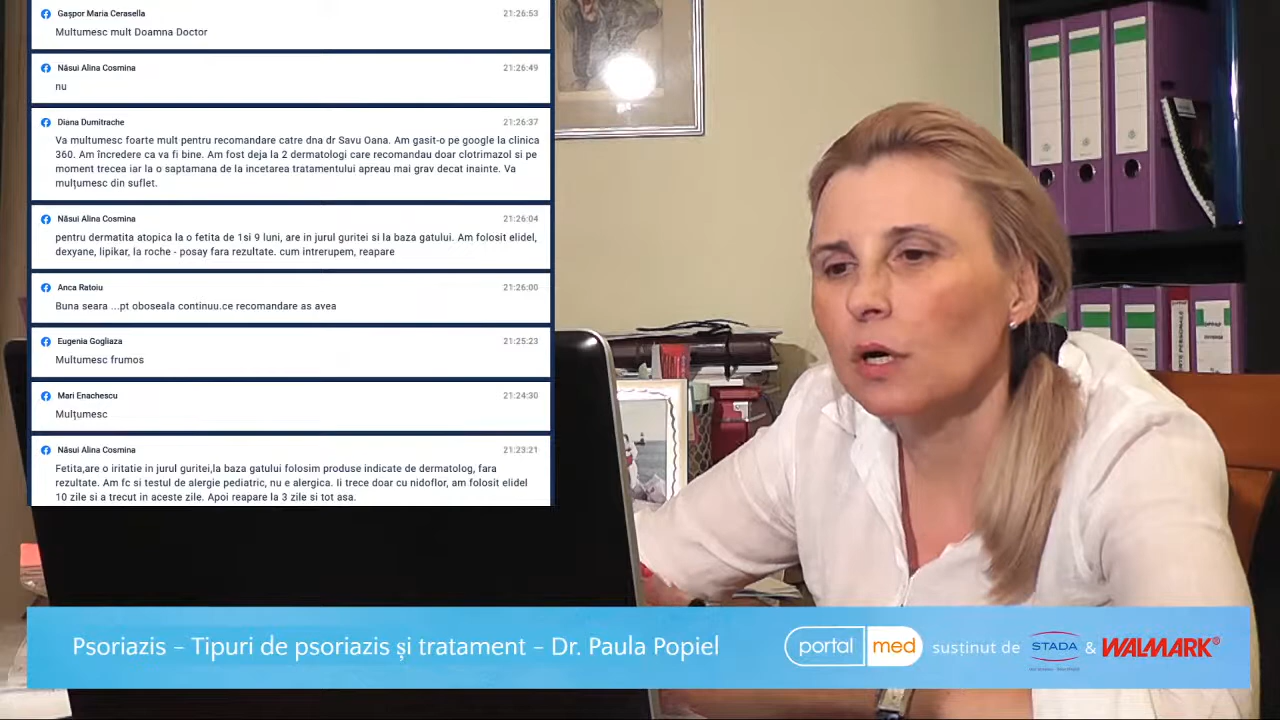 Gaşpor Maria Cerasella 21:26:53
Multumesc mult Doamna Doctor
Năsui Alina Cosmina 21:26:49
nu
Diana Dumitrache 21:26:37
Va multumesc foarte mult pentru recomandare catre dna dr Savu Oana. Am gasit-o pe google la clinica
360. Am încredere ca va fi bine. Am fost deja la 2 dermatologi care recomandau doar clotrimazol si pe
moment trecea iar la o saptamana de la incetarea tratamentului apreau mai grav decat inainte. Va
mulțumesc din suflet.
Năsui Alina Cosmina 21:26:04
pentru dermatita atopica la o fetita de 1si 9 luni, are in jurul guritei si la baza gatului. Am folosit elidel,
dexyane, lipikar, la roche - posay fara rezultate. cum intrerupem, reapare
Anca Ratoiu 21:26:00
Buna seara ...pt oboseala continuu.ce recomandare as avea
Eugenia Gogliaza 21:25:23
Multumesc frumos
Mari Enachescu 21:24:30
Mulțumesc
Năsui Alina Cosmina 21:23:21
Fetita,are o iritatie in jurul guritei,la baza gatului folosim produse indicate de dermatolog, fara
rezultate. Am fc si testul de alergie pediatric, nu e alergica. Ii trece doar cu nidoflor, am folosit elidel
10 zile si a trecut in aceste zile. Apoi reapare la 3 zile si tot asa.
Psoriazis – Tipuri de psoriazis și tratament – Dr. Paula Popiel
portal med susținut de STADA & WALMARK®